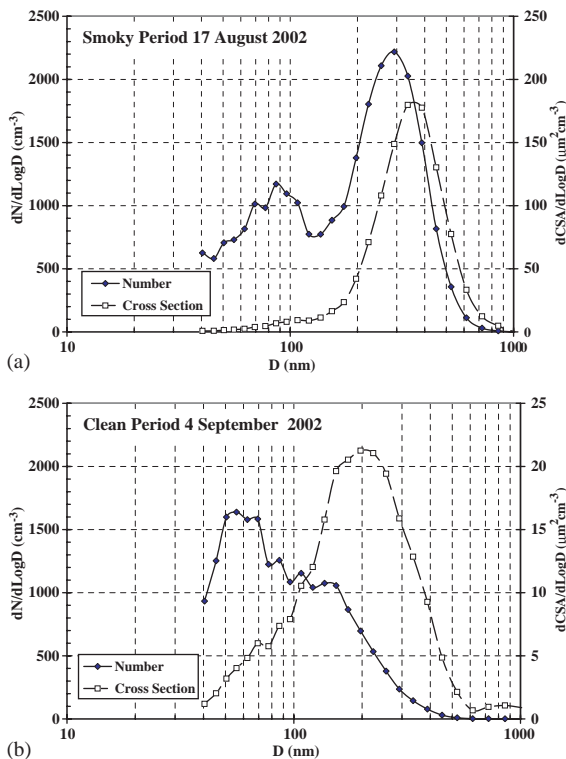 Smoky Period 17 August 2002
2500 250
2000 200
1500 150
1000 100
500 50
0 0
dN/dLogD (cm-3)
dCSA/dLogD (μm2cm-3)
Number
Cross Section
10 100 1000
(a)
D (nm)
Clean Period 4 September 2002
2500 25
2000 20
1500 15
1000 10
500 5
0 0
dN/dLogD (cm-3)
dCSA/dLogD (μm2cm-3)
Number
Cross Section
10 100 1000
(b)
D (nm)